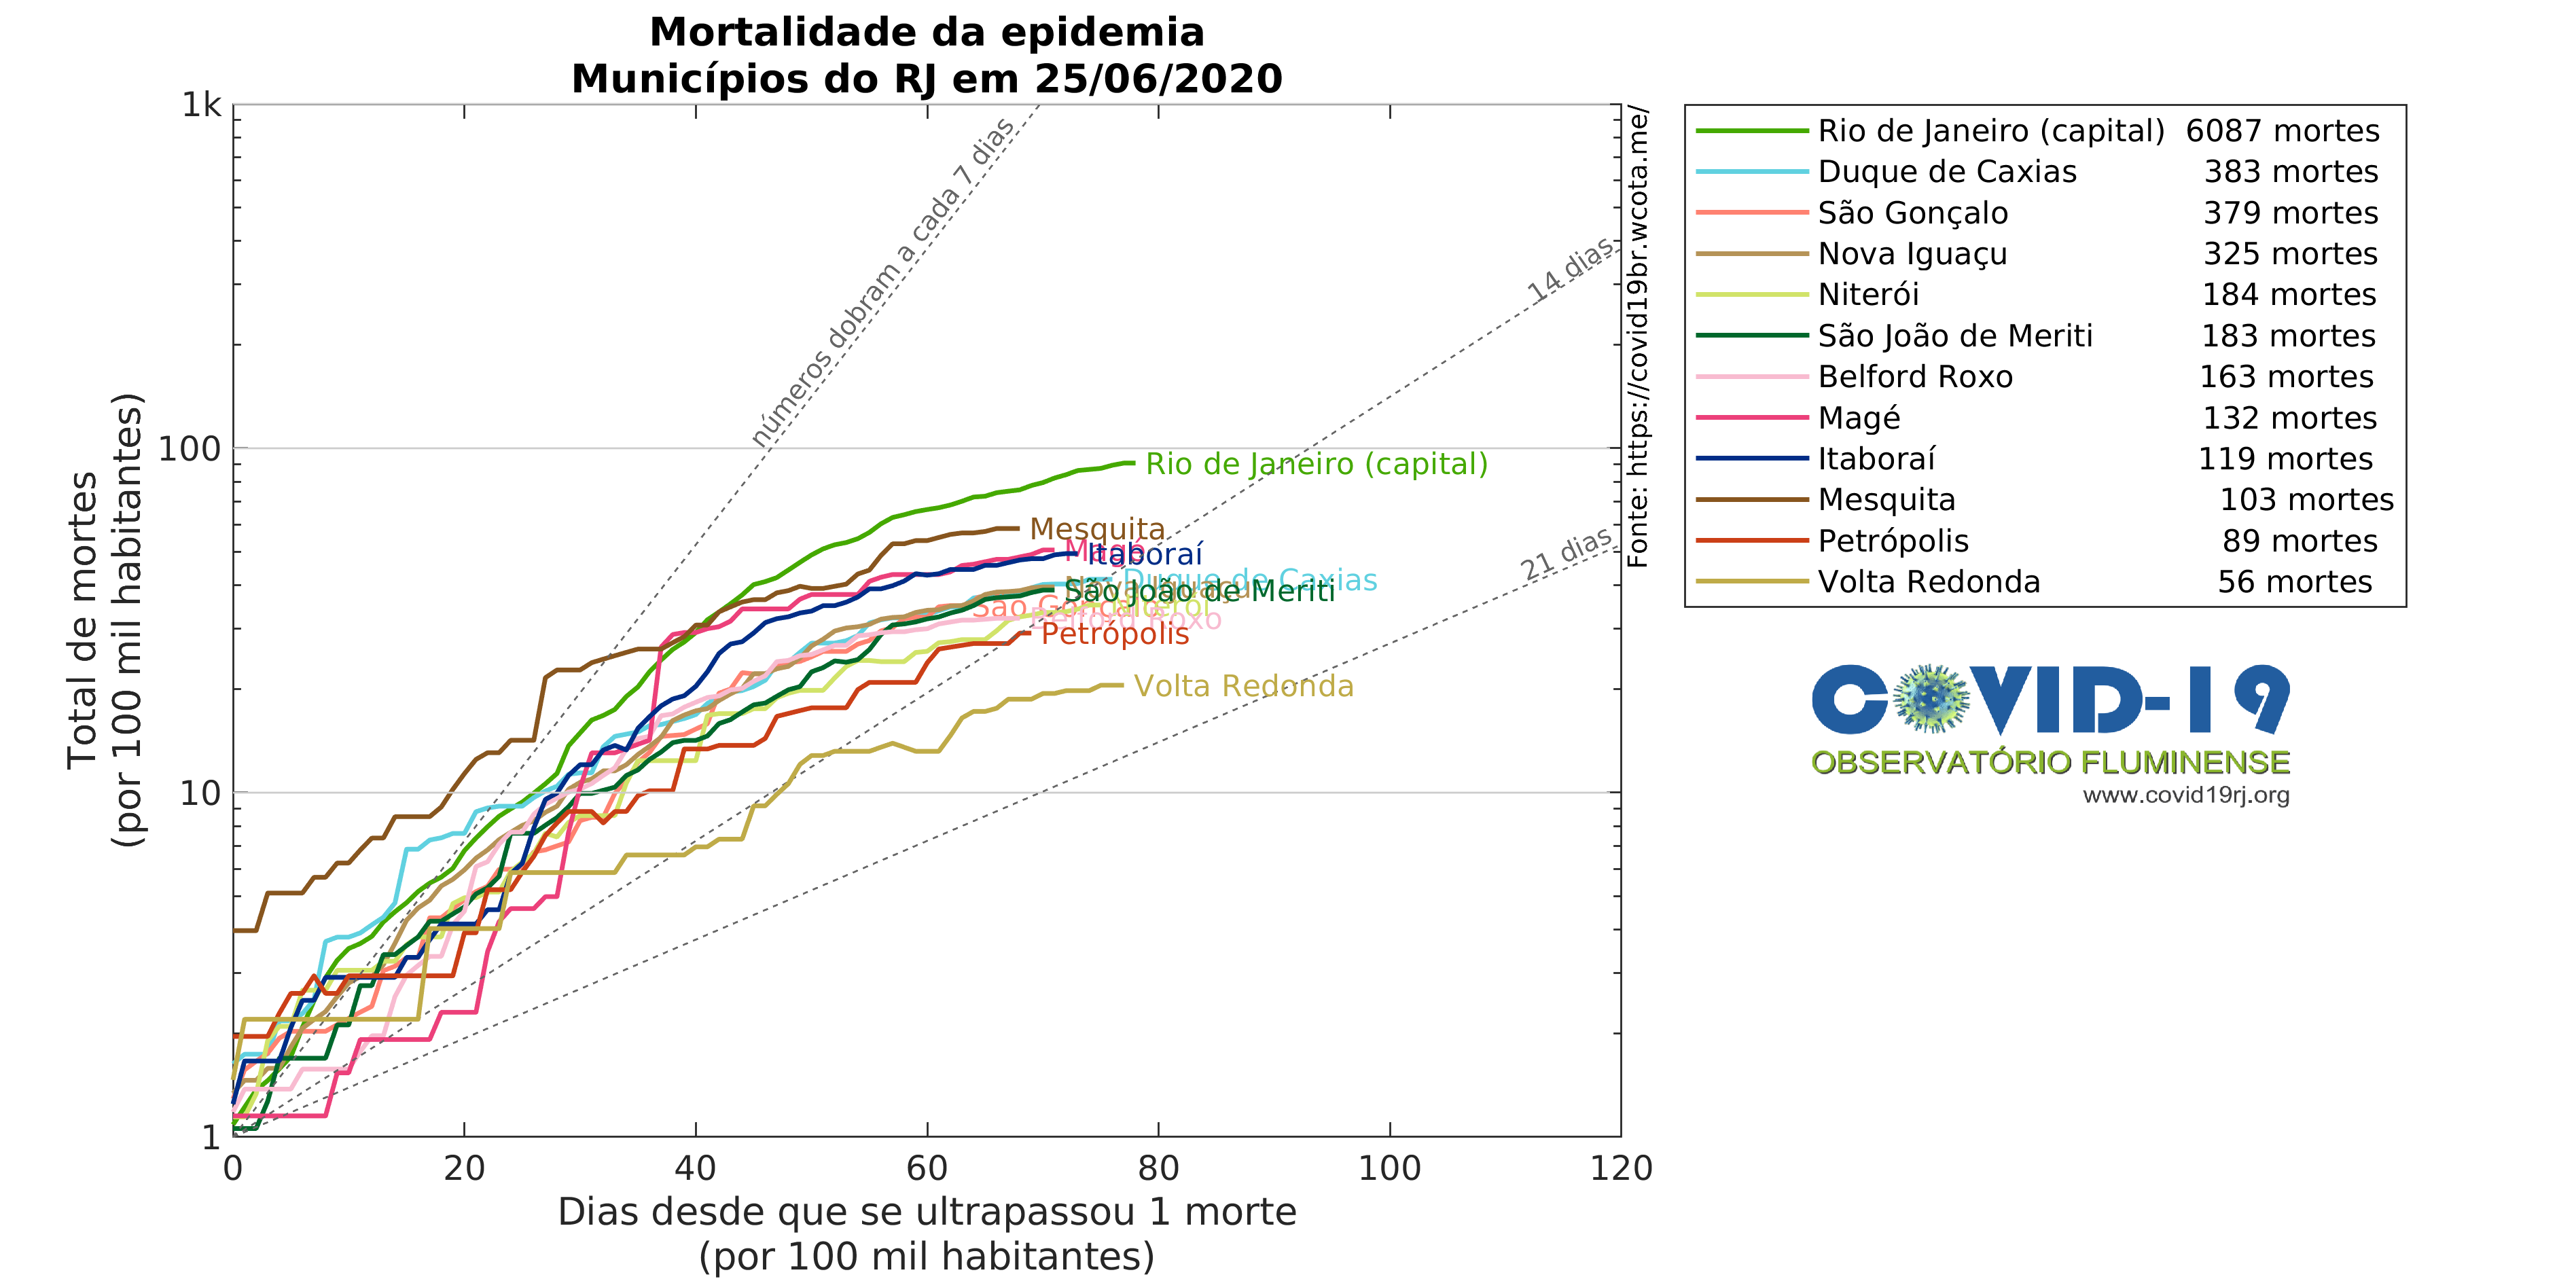 Mortalidade da epidemia
Municípios do RJ em 25/06/2020
Total de mortes
(por 100 mil habitantes)
1k
100
10
1
0 20 40 60 80 100 120
Dias desde que se ultrapassou 1 morte
(por 100 mil habitantes)
números dobram a cada 7 dias
14 dias
21 dias
Rio de Janeiro (capital)
Mesquita
Magé
Itaboraí
Duque de Caxias
Nova Iguaçu
São João de Meriti
São Gonçalo
Niterói
Belford Roxo
Petrópolis
Volta Redonda
Fonte: https://covid19br.wcota.me/
Rio de Janeiro (capital) 6087 mortes
Duque de Caxias 383 mortes
São Gonçalo 379 mortes
Nova Iguaçu 325 mortes
Niterói 184 mortes
São João de Meriti 183 mortes
Belford Roxo 163 mortes
Magé 132 mortes
Itaboraí 119 mortes
Mesquita 103 mortes
Petrópolis 89 mortes
Volta Redonda 56 mortes
COVID-19
OBSERVATÓRIO FLUMINENSE
www.covid19rj.org